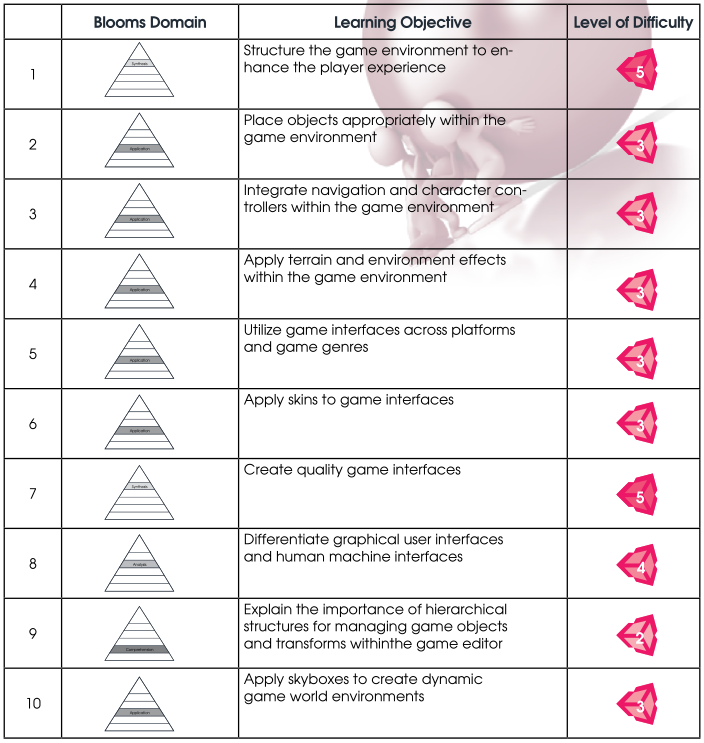 Blooms Domain Learning Objective Level of Difficulty
1
Synthesis
Structure the game environment to en-
hance the player experience
5
2
Application
Place objects appropriately within the
game environment
3
3
Application
Integrate navigation and character con-
trollers within the game environment
3
4
Application
Apply terrain and environment effects
within the game environment
3
5
Application
Utilize game interfaces across platforms
and game genres
3
6
Application
Apply skins to game interfaces
3
7
Synthesis
Create quality game interfaces
5
8
Analysis
Differentiate graphical user interfaces
and human machine interfaces
4
9
Comprehension
Explain the importance of hierarchical
structures for managing game objects
and transforms withinthe game editor
2
10
Application
Apply skyboxes to create dynamic
game world environments
3